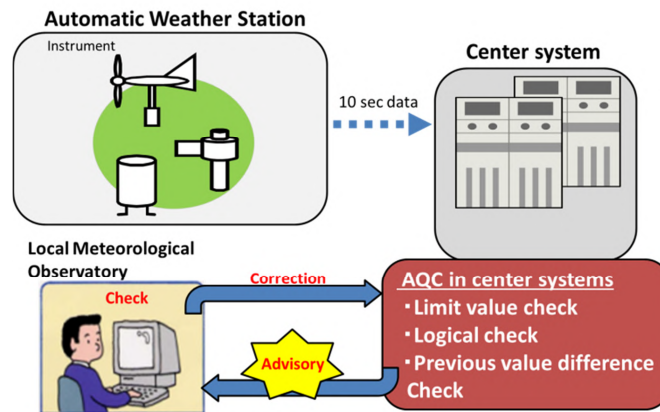 Automatic Weather Station
Instrument
10 sec data
Center system
Local Meteorological
Observatory
Check
Correction
Advisory
AQC in center systems
・Limit value check
・Logical check
・Previous value difference
Check